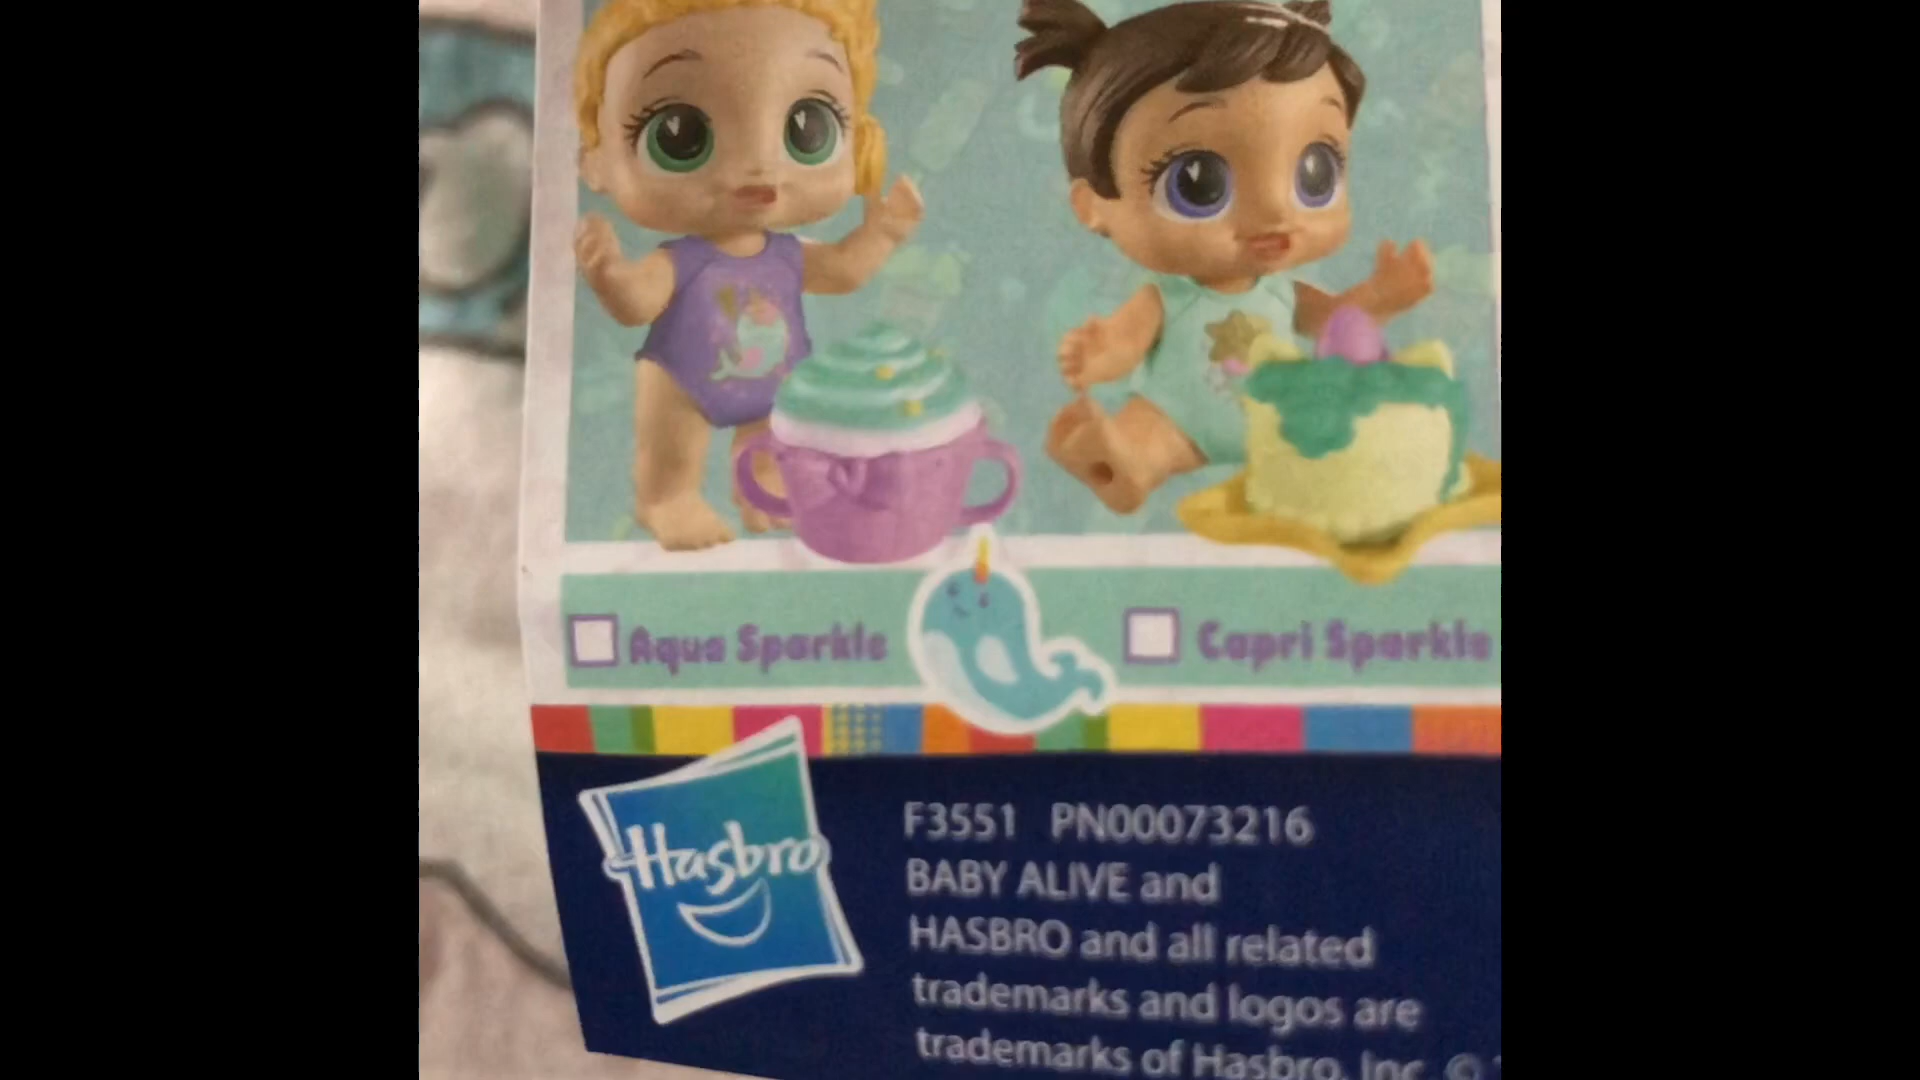 Aqua Sparkle
Capri Sparkle
Hasbro
F3551 PN00073216
BABY ALIVE and
HASBRO and all related
trademarks and logos are
trademarks of Hasbro, Inc. ©